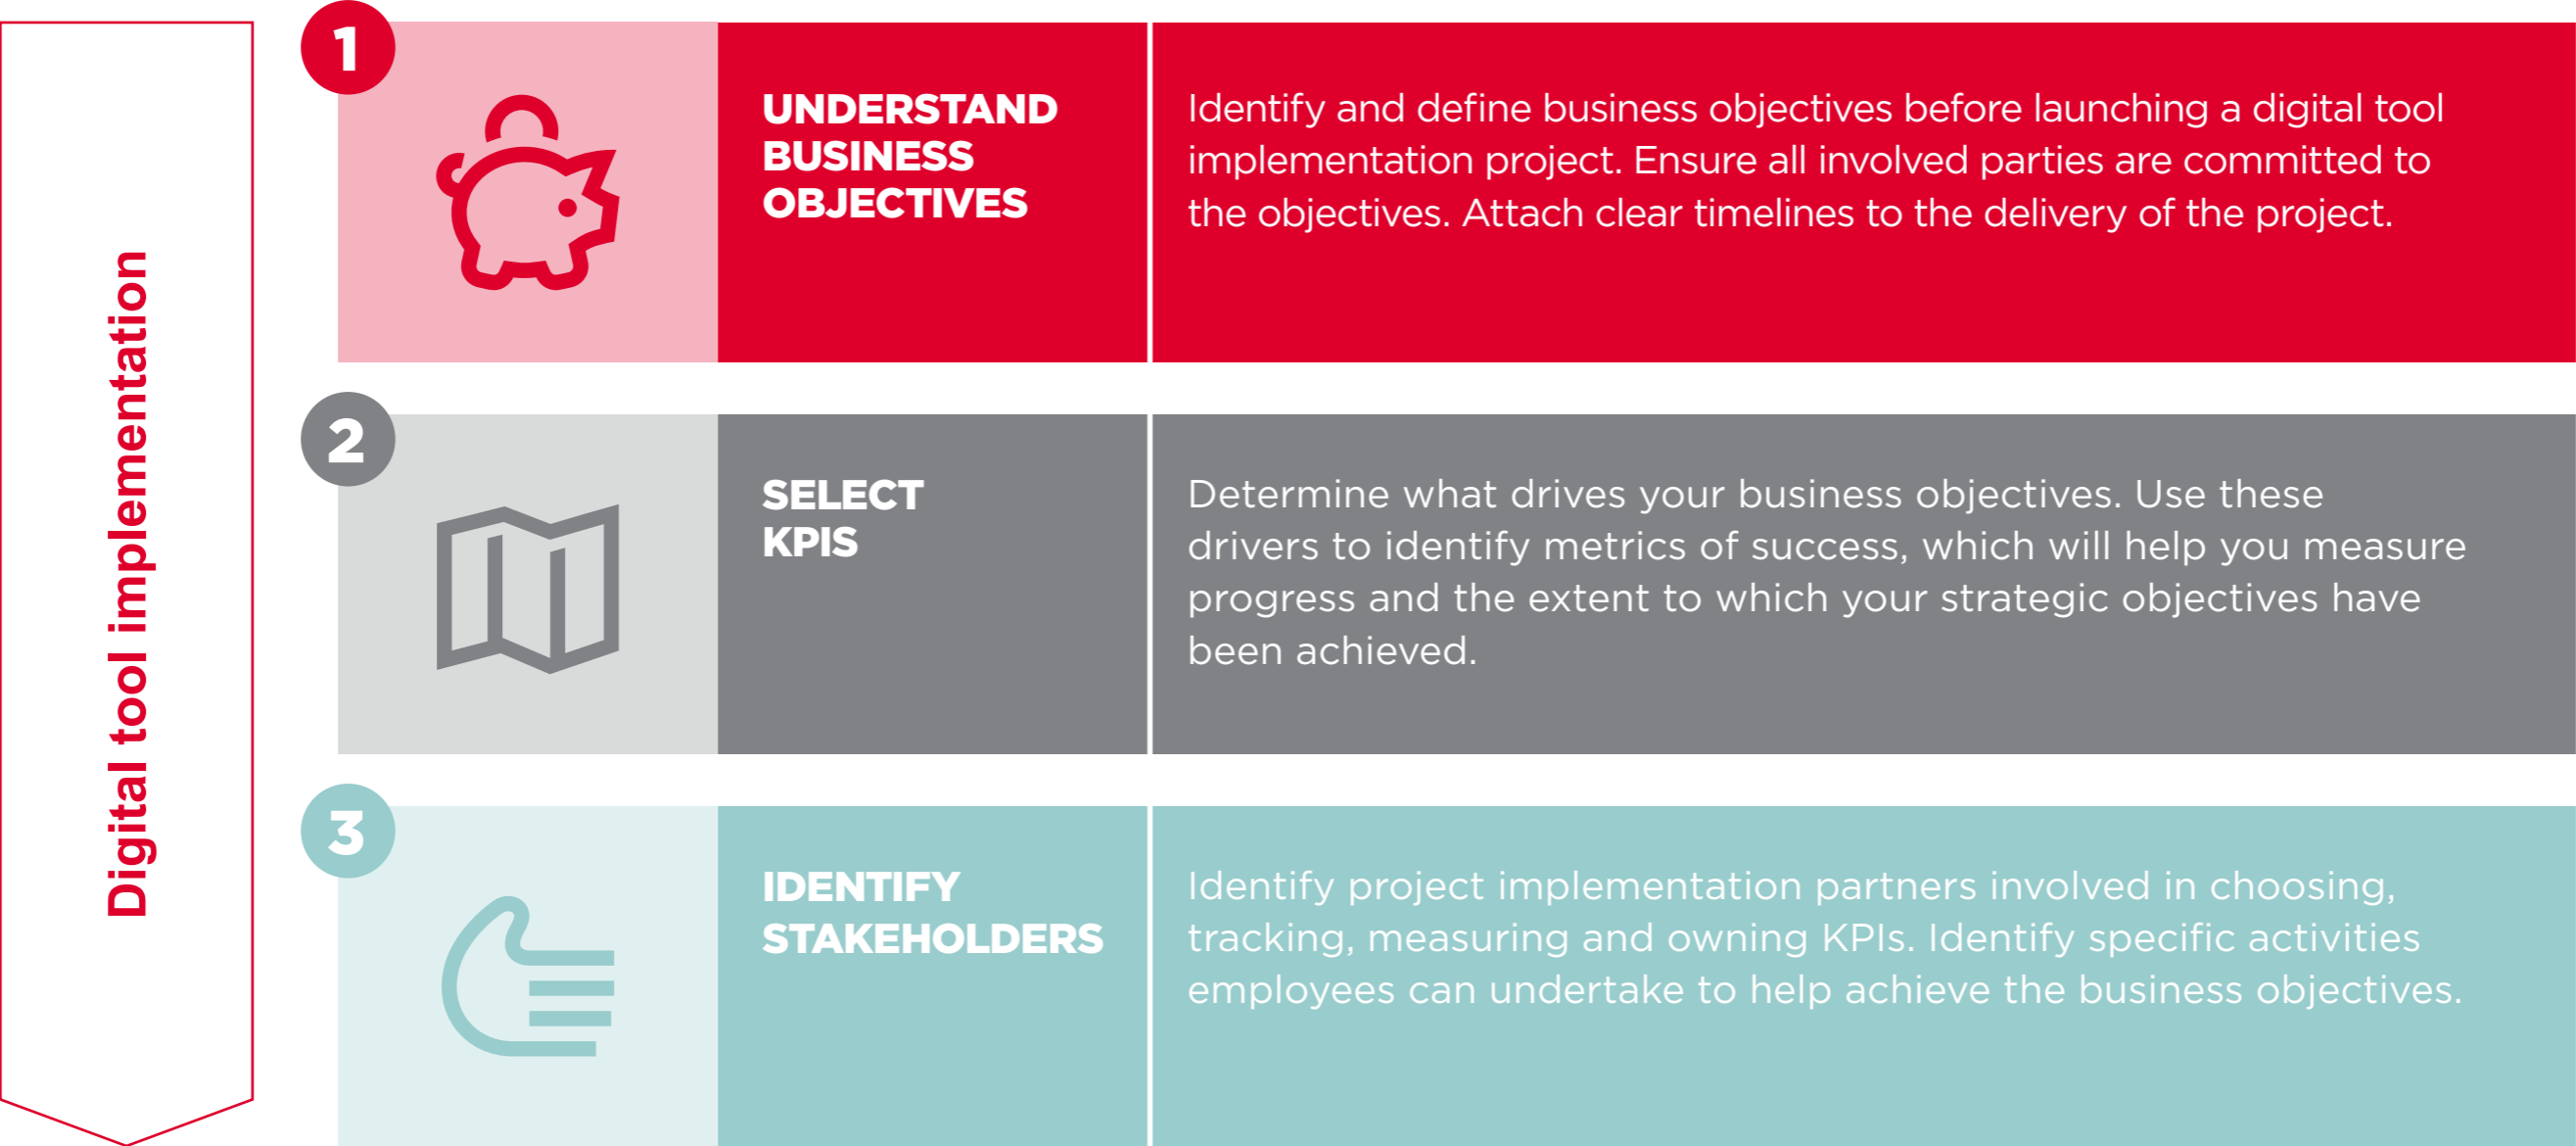 Digital tool implementation
1
UNDERSTAND
BUSINESS
OBJECTIVES
Identify and define business objectives before launching a digital tool
implementation project. Ensure all involved parties are committed to
the objectives. Attach clear timelines to the delivery of the project.
2
SELECT
KPIS
Determine what drives your business objectives. Use these
drivers to identify metrics of success, which will help you measure
progress and the extent to which your strategic objectives have
been achieved.
3
IDENTIFY
STAKEHOLDERS
Identify project implementation partners involved in choosing,
tracking, measuring and owning KPIs. Identify specific activities
employees can undertake to help achieve the business objectives.